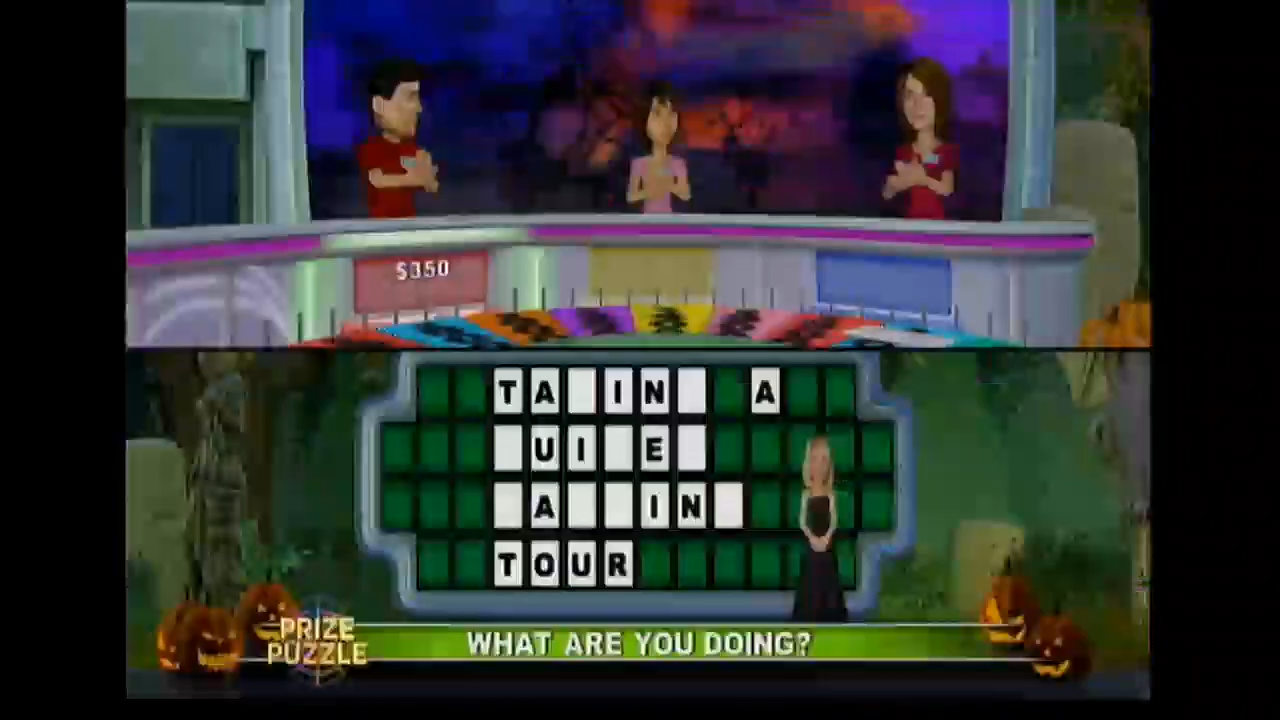 $350
TA IN A
UI E
A IN
TOUR
PRIZE
PUZZLE
WHAT ARE YOU DOING?